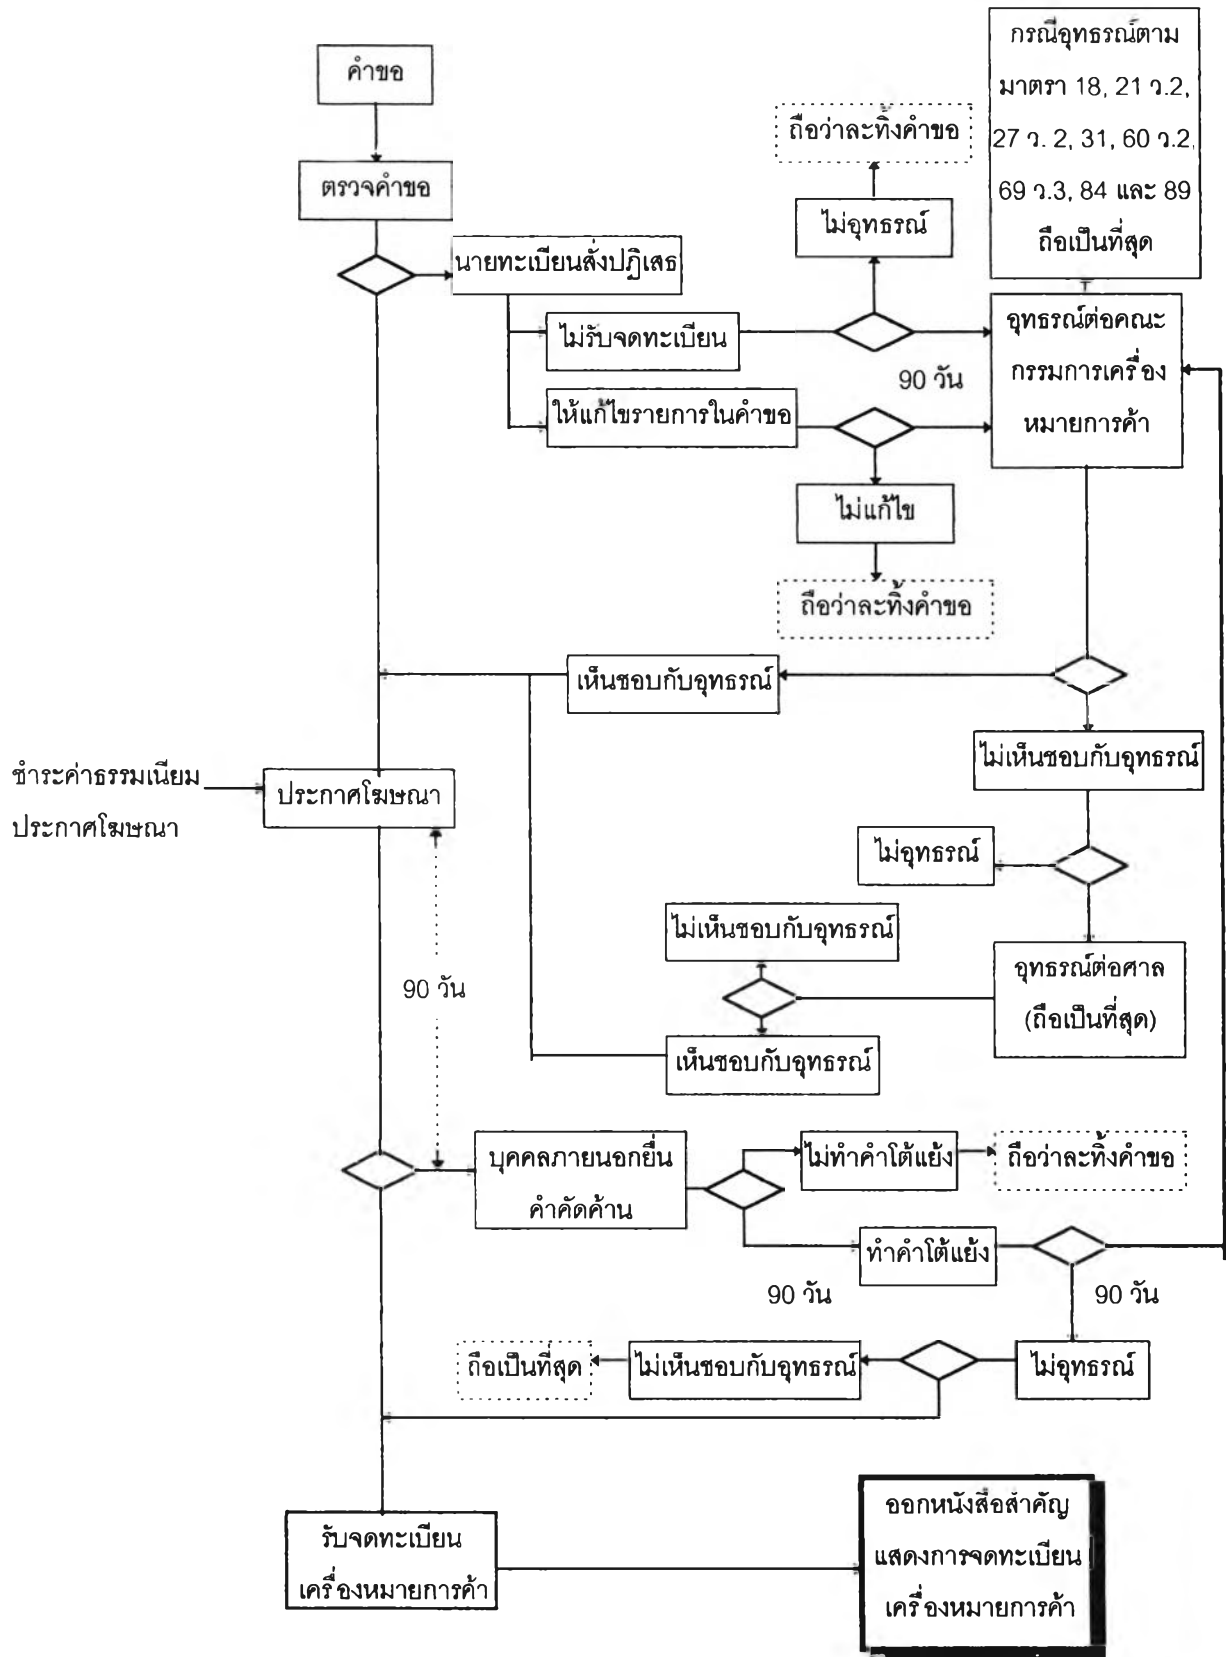 คำขอ
ตรวจคำขอ
กรณีอุทธรณ์ตาม
มาตรา 18, 21 ว.2,
27 ว. 2, 31, 60 ว.2,
69 ว.3, 84 และ 89
ถือเป็นที่สุด
ถือว่าละทิ้งคำขอ
ไม่อุทธรณ์
นายทะเบียนสั่งปฏิเสธ
ไม่รับจดทะเบียน
อุทธรณ์ต่อคณะ
กรรมการเครื่อง
หมายการค้า
90 วัน
ให้แก้ไขรายการในคำขอ
ไม่แก้ไข
ถือว่าละทิ้งคำขอ
เห็นชอบกับอุทธรณ์
ไม่เห็นชอบกับอุทธรณ์
ชำระค่าธรรมเนียม
ประกาศโฆษณา
ประกาศโฆษณา
ไม่อุทธรณ์
ไม่เห็นชอบกับอุทธรณ์
อุทธรณ์ต่อศาล
(ถือเป็นที่สุด)
90 วัน
เห็นชอบกับอุทธรณ์
บุคคลภายนอกยื่น
คำคัดค้าน
ไม่ทำคำโต้แย้ง
ถือว่าละทิ้งคำขอ
ทำคำโต้แย้ง
90 วัน
90 วัน
ถือเป็นที่สุด
ไม่เห็นชอบกับอุทธรณ์
ไม่อุทธรณ์
รับจดทะเบียน
เครื่องหมายการค้า
ออกหนังสือสำคัญ
แสดงการจดทะเบียน
เครื่องหมายการค้า